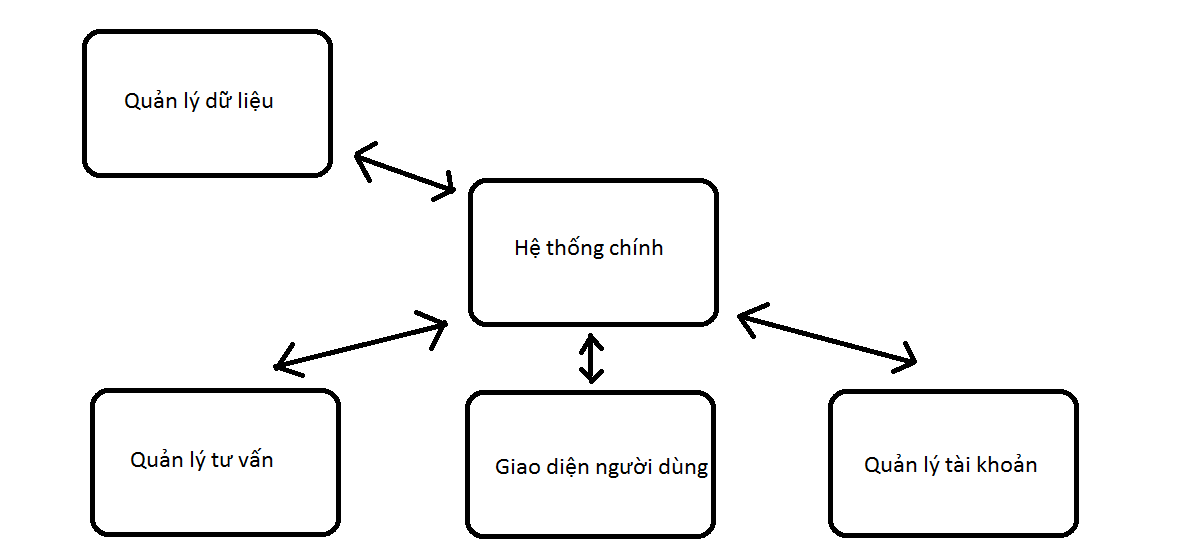 Quản lý dữ liệu
Hệ thống chính
Quản lý tư vấn
Giao diện người dùng
Quản lý tài khoản